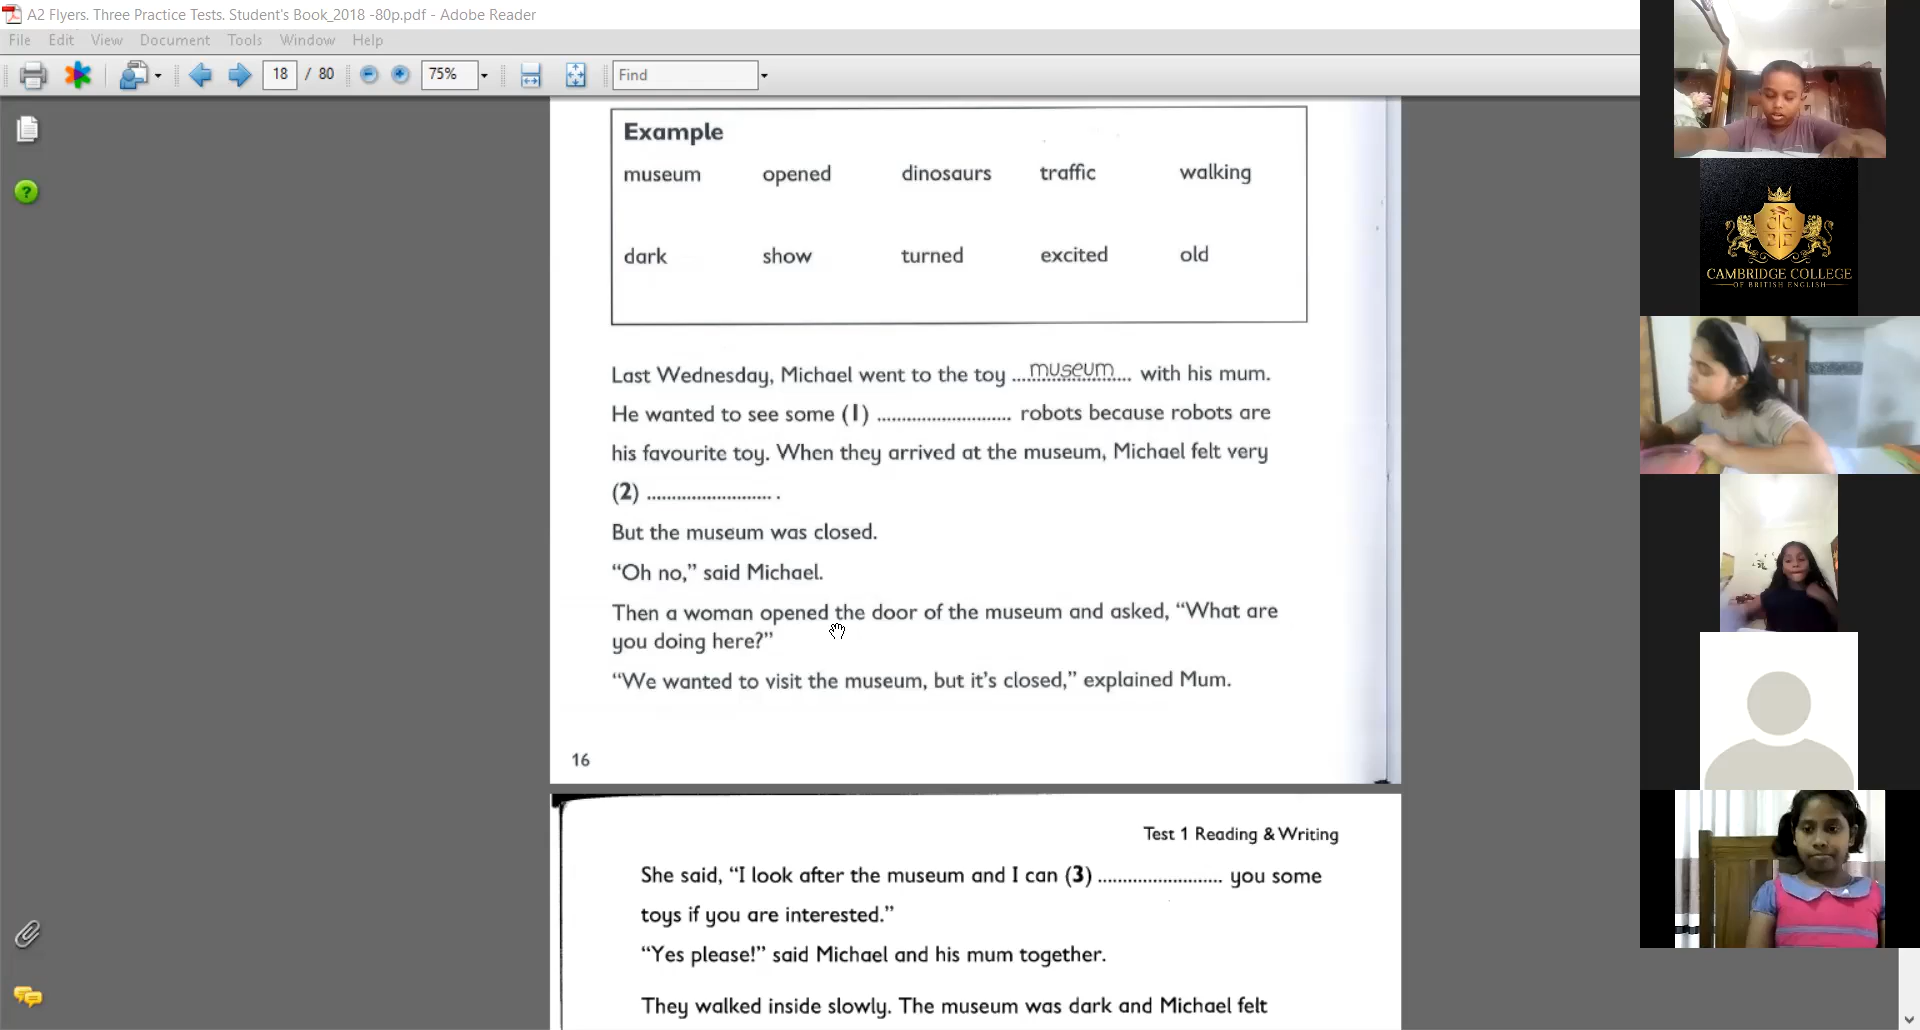 A2 Flyers. Three Practice Tests. Student's Book_2018 -80p.pdf - Adobe Reader
File Edit View Document Tools Window Help
18 / 80 75% Find
Example
museum opened dinosaurs traffic walking
dark show turned excited old
Last Wednesday, Michael went to the toy ....museum.... with his mum.
He wanted to see some (1) .......................... robots because robots are
his favourite toy. When they arrived at the museum, Michael felt very
(2) ......................... .
But the museum was closed.
“Oh no,” said Michael.
Then a woman opened the door of the museum and asked, “What are
you doing here?”
“We wanted to visit the museum, but it’s closed,” explained Mum.
16
Test 1 Reading & Writing
She said, “I look after the museum and I can (3) ......................... you some
toys if you are interested.”
“Yes please!” said Michael and his mum together.
They walked inside slowly. The museum was dark and Michael felt
CAMBRIDGE COLLEGE
OF BRITISH ENGLISH